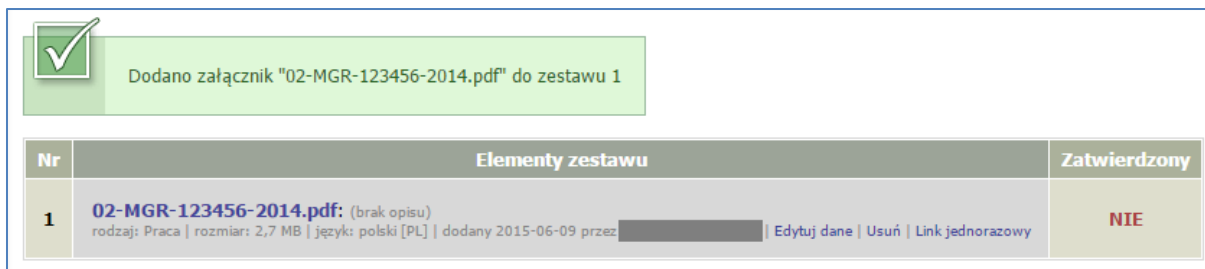 Dodano załącznik "02-MGR-123456-2014.pdf" do zestawu 1
Nr Elementy zestawu Zatwierdzony
1 02-MGR-123456-2014.pdf: (brak opisu) NIE
rodzaj: Praca | rozmiar: 2,7 MB | język: polski [PL] | dodany 2015-06-09 przez | Edytuj dane | Usuń | Link jednorazowy